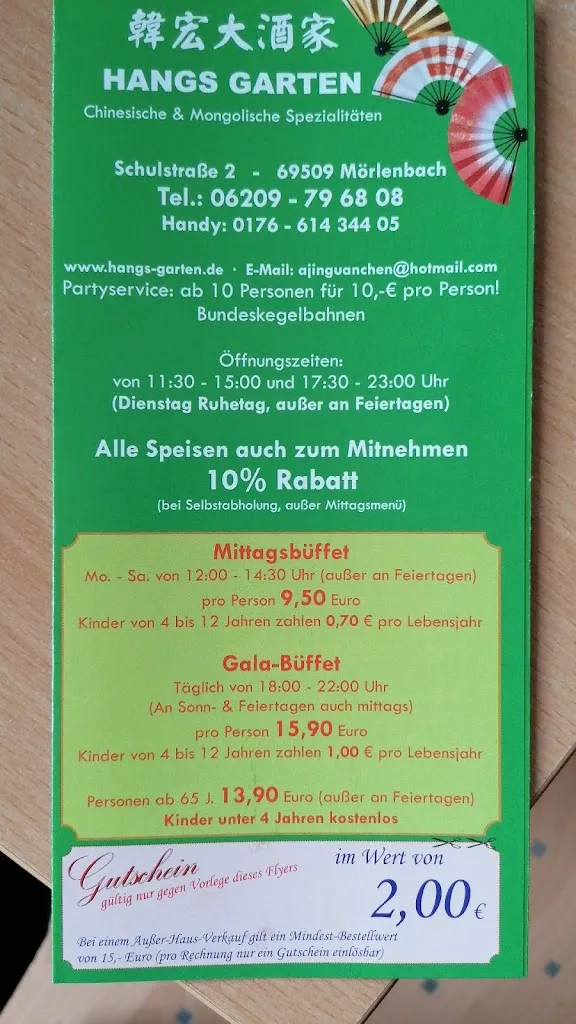 韓宏大酒家
HANGS GARTEN
Chinesische & Mongolische Spezialitäten
Schulstraße 2 - 69509 Mörlenbach
Tel.: 06209 - 79 68 08
Handy: 0176 - 614 344 05
www.hangs-garten.de · E-Mail: ajinguanchen@hotmail.com
Partyservice: ab 10 Personen für 10,-€ pro Person!
Bundeskegelbahnen
Öffnungszeiten:
von 11:30 - 15:00 und 17:30 - 23:00 Uhr
(Dienstag Ruhetag, außer an Feiertagen)
Alle Speisen auch zum Mitnehmen
10% Rabatt
(bei Selbstabholung, außer Mittagsmenü)
Mittagsbüffet
Mo. - Sa. von 12:00 - 14:30 Uhr (außer an Feiertagen)
pro Person 9,50 Euro
Kinder von 4 bis 12 Jahren zahlen 0,70 € pro Lebensjahr
Gala-Büffet
Täglich von 18:00 - 22:00 Uhr
(An Sonn- & Feiertagen auch mittags)
pro Person 15,90 Euro
Kinder von 4 bis 12 Jahren zahlen 1,00 € pro Lebensjahr
Personen ab 65 J. 13,90 Euro (außer an Feiertagen)
Kinder unter 4 Jahren kostenlos
Gutschein im Wert von
gültig nur gegen Vorlege dieses Flyers
2,00 €
Bei einem Außer-Haus-Verkauf gilt ein Mindest-Bestellwert
von 15,- Euro (pro Rechnung nur ein Gutschein einlösbar)